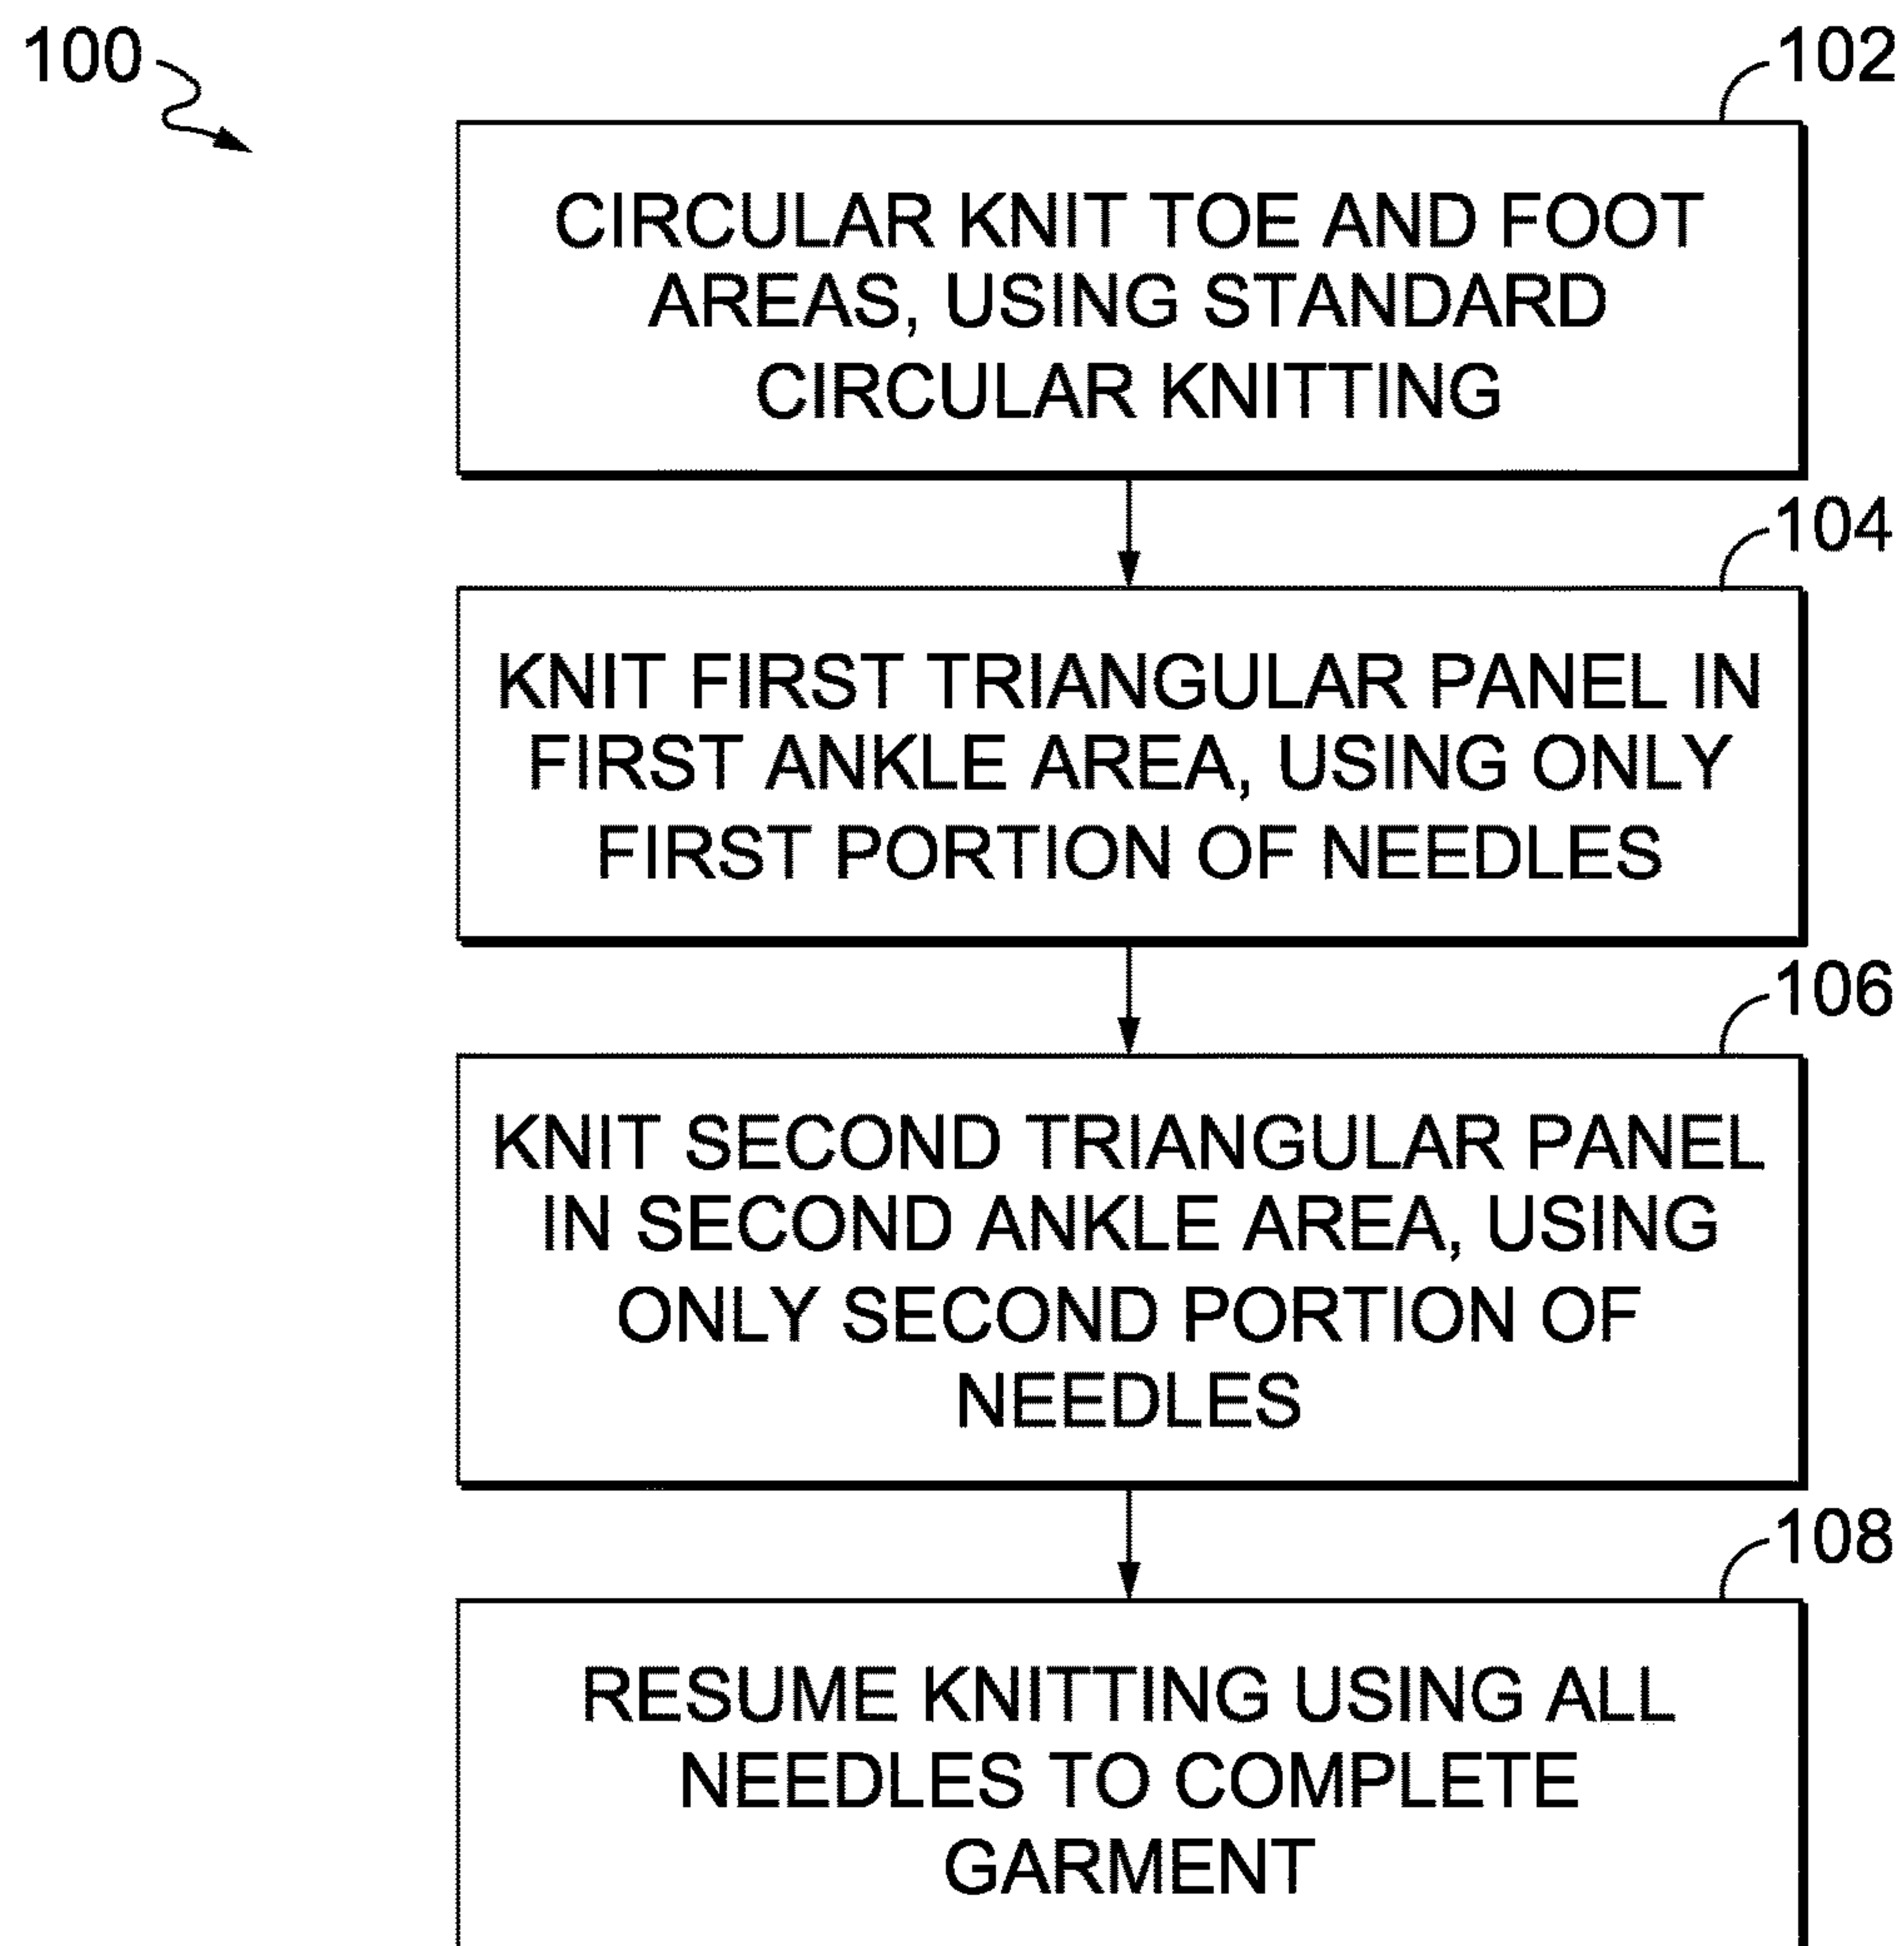 100
102
CIRCULAR KNIT TOE AND FOOT
AREAS, USING STANDARD
CIRCULAR KNITTING
104
KNIT FIRST TRIANGULAR PANEL IN
FIRST ANKLE AREA, USING ONLY
FIRST PORTION OF NEEDLES
106
KNIT SECOND TRIANGULAR PANEL
IN SECOND ANKLE AREA, USING
ONLY SECOND PORTION OF
NEEDLES
108
RESUME KNITTING USING ALL
NEEDLES TO COMPLETE
GARMENT